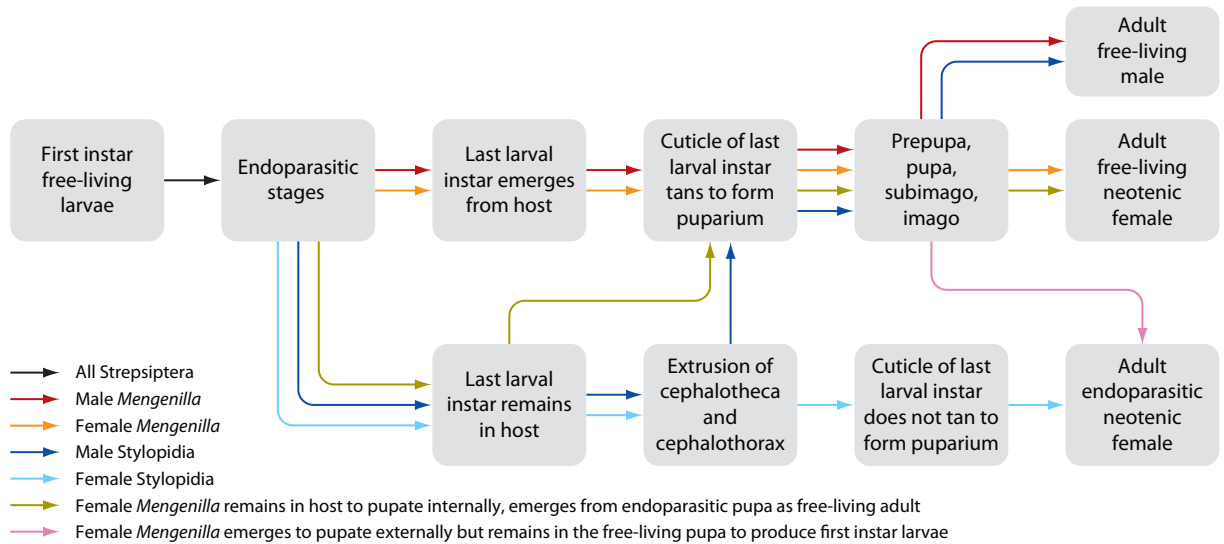 Adult
free-living
male
First instar
free-living
larvae
Endoparasitic
stages
Last larval
instar emerges
from host
Cuticle of last
larval instar
tans to form
puparium
Prepupa,
pupa,
subimago,
imago
Adult
free-living
neotenic
female
Last larval
instar remains
in host
Extrusion of
cephalotheca
and
cephalothorax
Cuticle of last
larval instar
does not tan to
form puparium
Adult
endoparasitic
neotenic
female
All Strepsiptera
Male Mengenilla
Female Mengenilla
Male Stylopidia
Female Stylopidia
Female Mengenilla remains in host to pupate internally, emerges from endoparasitic pupa as free-living adult
Female Mengenilla emerges to pupate externally but remains in the free-living pupa to produce first instar larvae